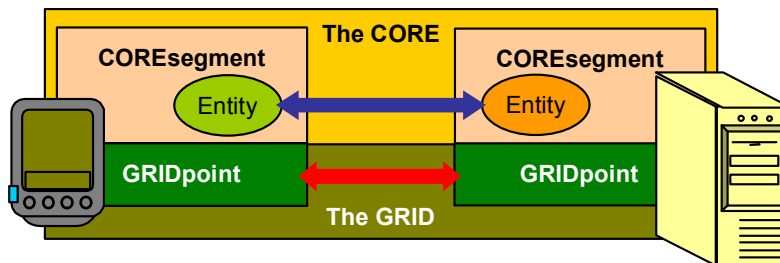 The CORE
COREsegment
COREsegment
Entity
Entity
GRIDpoint
GRIDpoint
The GRID